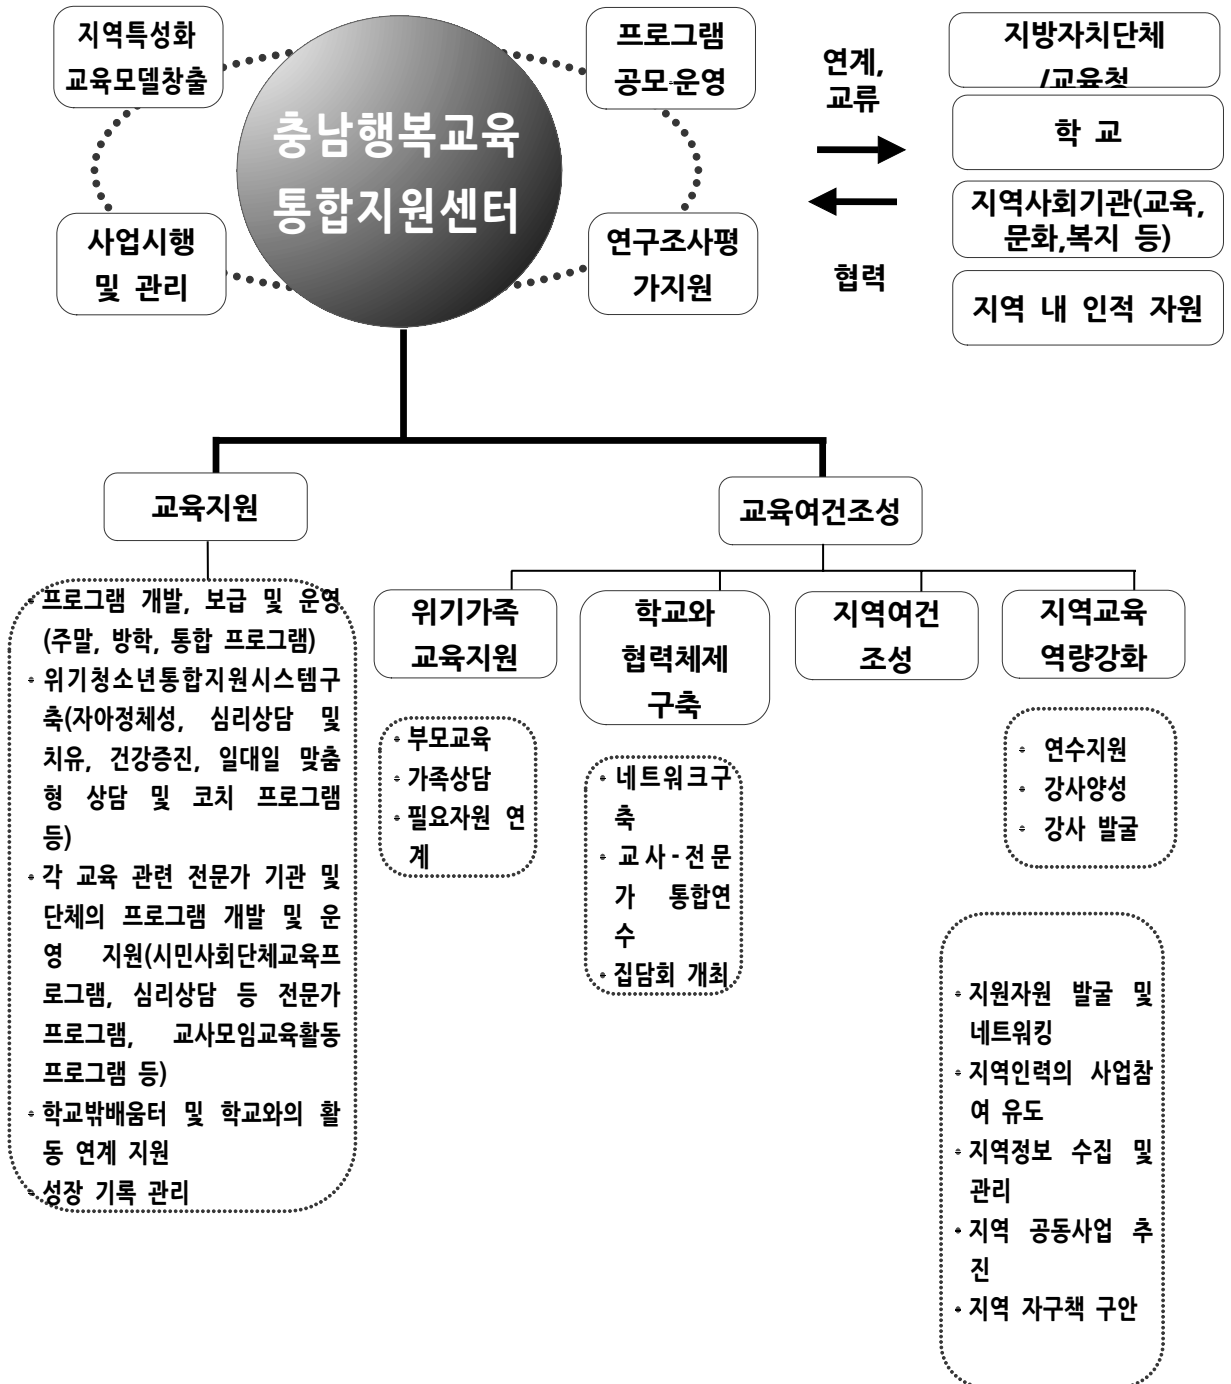 지역특성화
교육모델창출
프로그램
공모·운영
충남행복교육
통합지원센터
사업시행
및 관리
연구조사평
가지원
연계,
교류
협력
지방자치단체
/교육청
학 교
지역사회기관(교육,
문화,복지 등)
지역 내 인적 자원
교육지원
교육여건조성
· 프로그램 개발, 보급 및 운영
(주말, 방학, 통합 프로그램)
· 위기청소년통합지원시스템구
축(자아정체성, 심리상담 및
치유, 건강증진, 일대일 맞춤
형 상담 및 코치 프로그램
등)
· 각 교육 관련 전문가 기관 및
단체의 프로그램 개발 및 운
영 지원(시민사회단체교육프
로그램, 심리상담 등 전문가
프로그램, 교사모임교육활동
프로그램 등)
· 학교밖배움터 및 학교와의 활
동 연계 지원
· 성장 기록 관리
위기가족
교육지원
· 부모교육
· 가족상담
· 필요자원 연
계
학교와
협력체제
구축
· 네트워크구
축
· 교사-전문
가 통합연
수
· 집담회 개최
지역여건
조성
지역교육
역량강화
· 연수지원
· 강사양성
· 강사 발굴
· 지원자원 발굴 및
네트워킹
· 지역인력의 사업참
여 유도
· 지역정보 수집 및
관리
· 지역 공동사업 추
진
· 지역 자구책 구안